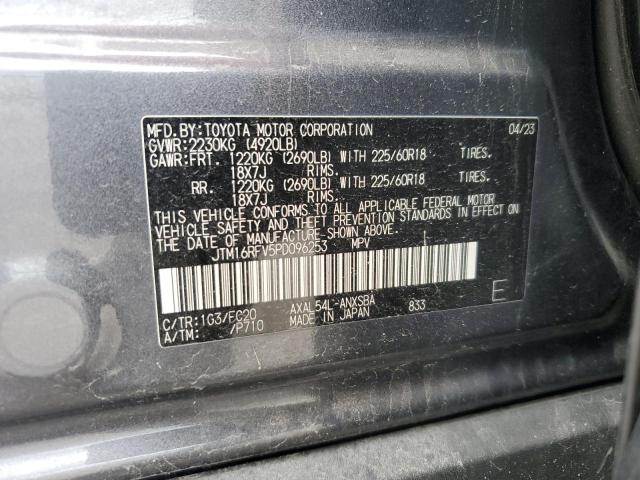 MFD.BY:TOYOTA MOTOR CORPORATION 04/23
GVWR:2230KG (4920LB)
GAWR:FRT. 1220KG (2690LB) WITH 225/60R18 TIRES.
18X7J RIMS.
RR. 1220KG (2690LB) WITH 225/60R18 TIRES.
18X7J RIMS.
THIS VEHICLE CONFORMS TO ALL APPLICABLE FEDERAL MOTOR
VEHICLE SAFETY AND THEFT PREVENTION STANDARDS IN EFFECT ON
THE DATE OF MANUFACTURE SHOWN ABOVE.
JTM16RFV5PD096253 MPV
C/TR:1G3/EC20 AXAL54L-ANXSBA 833 E
A/TM: /P710 MADE IN JAPAN